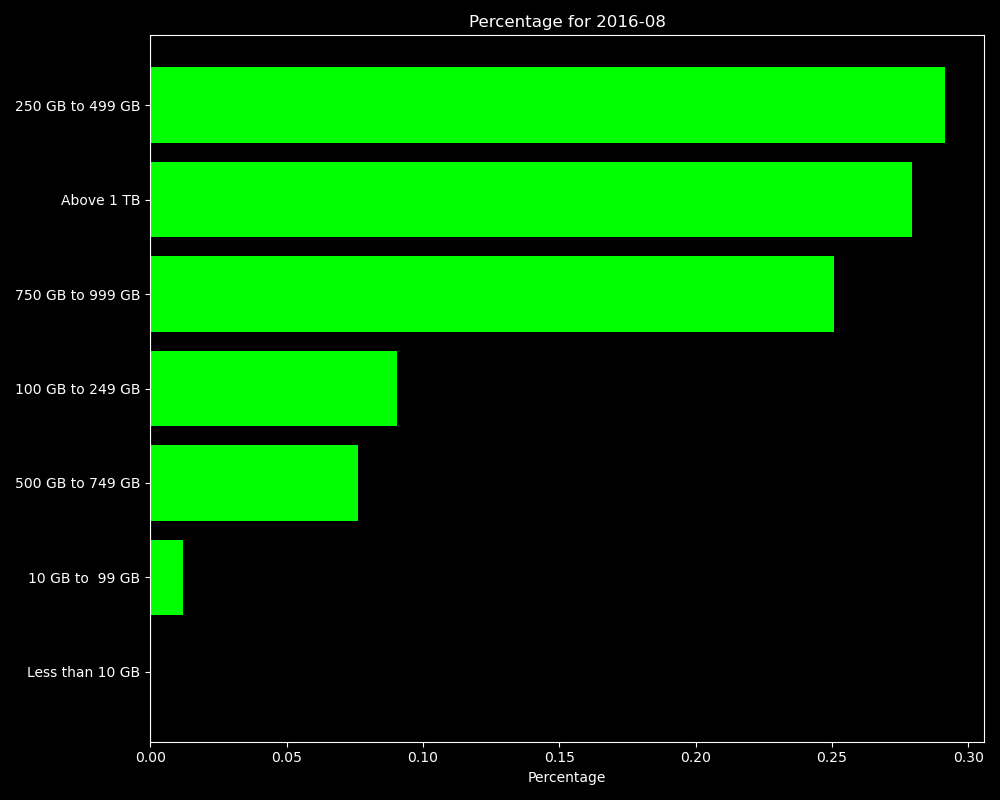 Percentage for 2016-08
250 GB to 499 GB
Above 1 TB
750 GB to 999 GB
100 GB to 249 GB
500 GB to 749 GB
10 GB to  99 GB
Less than 10 GB
0.00 0.05 0.10 0.15 0.20 0.25 0.30
Percentage